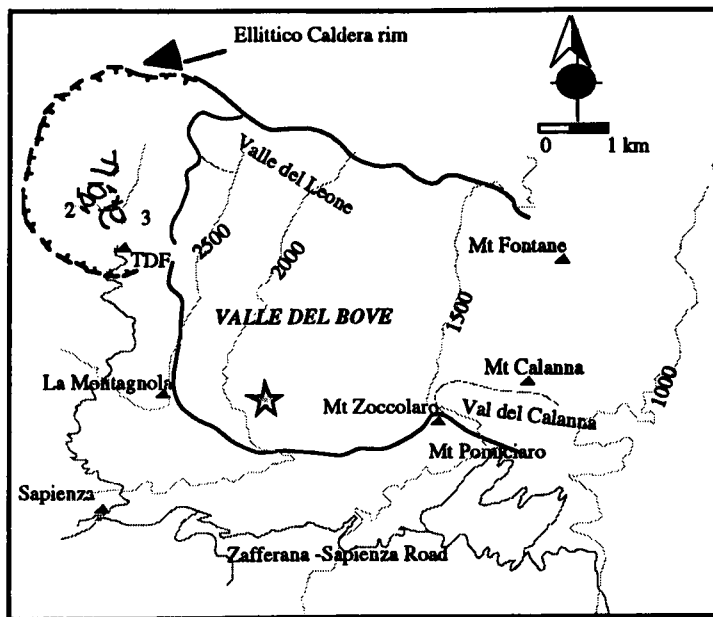 Ellittico Caldera rim
0 1 km
Valle del Leone
2 3
TDF
2500
2000
1500
1000
Mt Fontane
VALLE DEL BOVE
La Montagnola
Mt Calanna
Mt Zoccolaro
Val del Calanna
Mt Pomiciaro
Sapienza
Zafferana -Sapienza Road